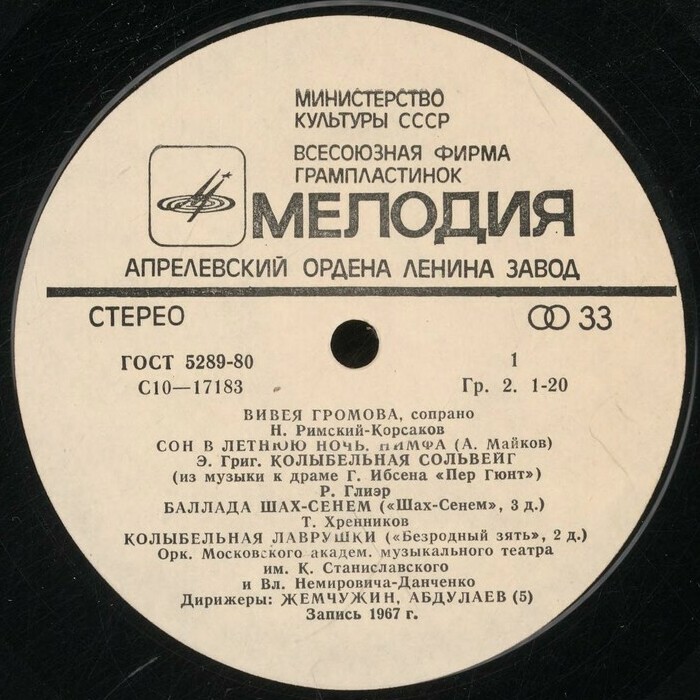 МИНИСТЕРСТВО
КУЛЬТУРЫ СССР
ВСЕСОЮЗНАЯ ФИРМА
ГРАМПЛАСТИНОК
МЕЛОДИЯ
АПРЕЛЕВСКИЙ ОРДЕНА ЛЕНИНА ЗАВОД
СТЕРЕО 33
ГОСТ 5289-80 1
С10—17183 Гр. 2. 1-20
ВИВЕЯ ГРОМОВА, сопрано
Н. Римский-Корсаков
СОН В ЛЕТНЮЮ НОЧЬ. НИМФА (А. Майков)
Э. Григ. КОЛЫБЕЛЬНАЯ СОЛЬВЕЙГ
(из музыки к драме Г. Ибсена «Пер Гюнт»)
Р. Глиэр
БАЛЛАДА ШАХ-СЕНЕМ («Шах-Сенем», 3 д.)
Т. Хренников
КОЛЫБЕЛЬНАЯ ЛАВРУШКИ («Безродный зять», 2 д.)
Орк. Московского академ. музыкального театра
им. К. Станиславского
и Вл. Немировича-Данченко
Дирижеры: ЖЕМЧУЖИН, АБДУЛАЕВ (5)
Запись 1967 г.